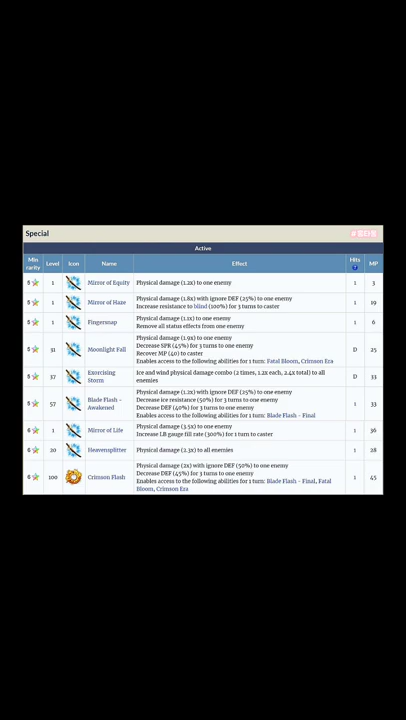 Special
Active
Min rarity Level Icon Name Effect Hits MP
5 1 Mirror of Equity Physical damage (1.2x) to one enemy 1 3
5 1 Mirror of Haze Physical damage (1.8x) with ignore DEF (25%) to one enemy
Increase resistance to blind (100%) for 3 turns to caster 1 19
5 1 Fingersnap Physical damage (1.1x) to one enemy
Remove all status effects from one enemy 1 6
5 31 Moonlight Fall Physical damage (1.9x) to one enemy
Decrease SPR (45%) for 3 turns to one enemy
Recover MP (40) to caster
Enables access to the following abilities for 1 turn: Fatal Bloom, Crimson Era D 25
5 37 Exorcising Storm Ice and wind physical damage combo (2 times, 1.2x each, 2.4x total) to all
enemies D 33
5 57 Blade Flash - Awakened Physical damage (1.2x) with ignore DEF (25%) to one enemy
Decrease ice resistance (50%) for 3 turns to one enemy
Decrease DEF (40%) for 3 turns to one enemy
Enables access to the following abilities for 1 turn: Blade Flash - Final 1 33
6 1 Mirror of Life Physical damage (3.5x) to one enemy
Increase LB gauge fill rate (300%) for 1 turn to caster 1 36
6 20 Heavensplitter Physical damage (2.3x) to all enemies 1 28
6 100 Crimson Flash Physical damage (2x) with ignore DEF (50%) to one enemy
Decrease DEF (45%) for 3 turns to one enemy
Enables access to the following abilities for 1 turn: Blade Flash - Final, Fatal
Bloom, Crimson Era 1 45